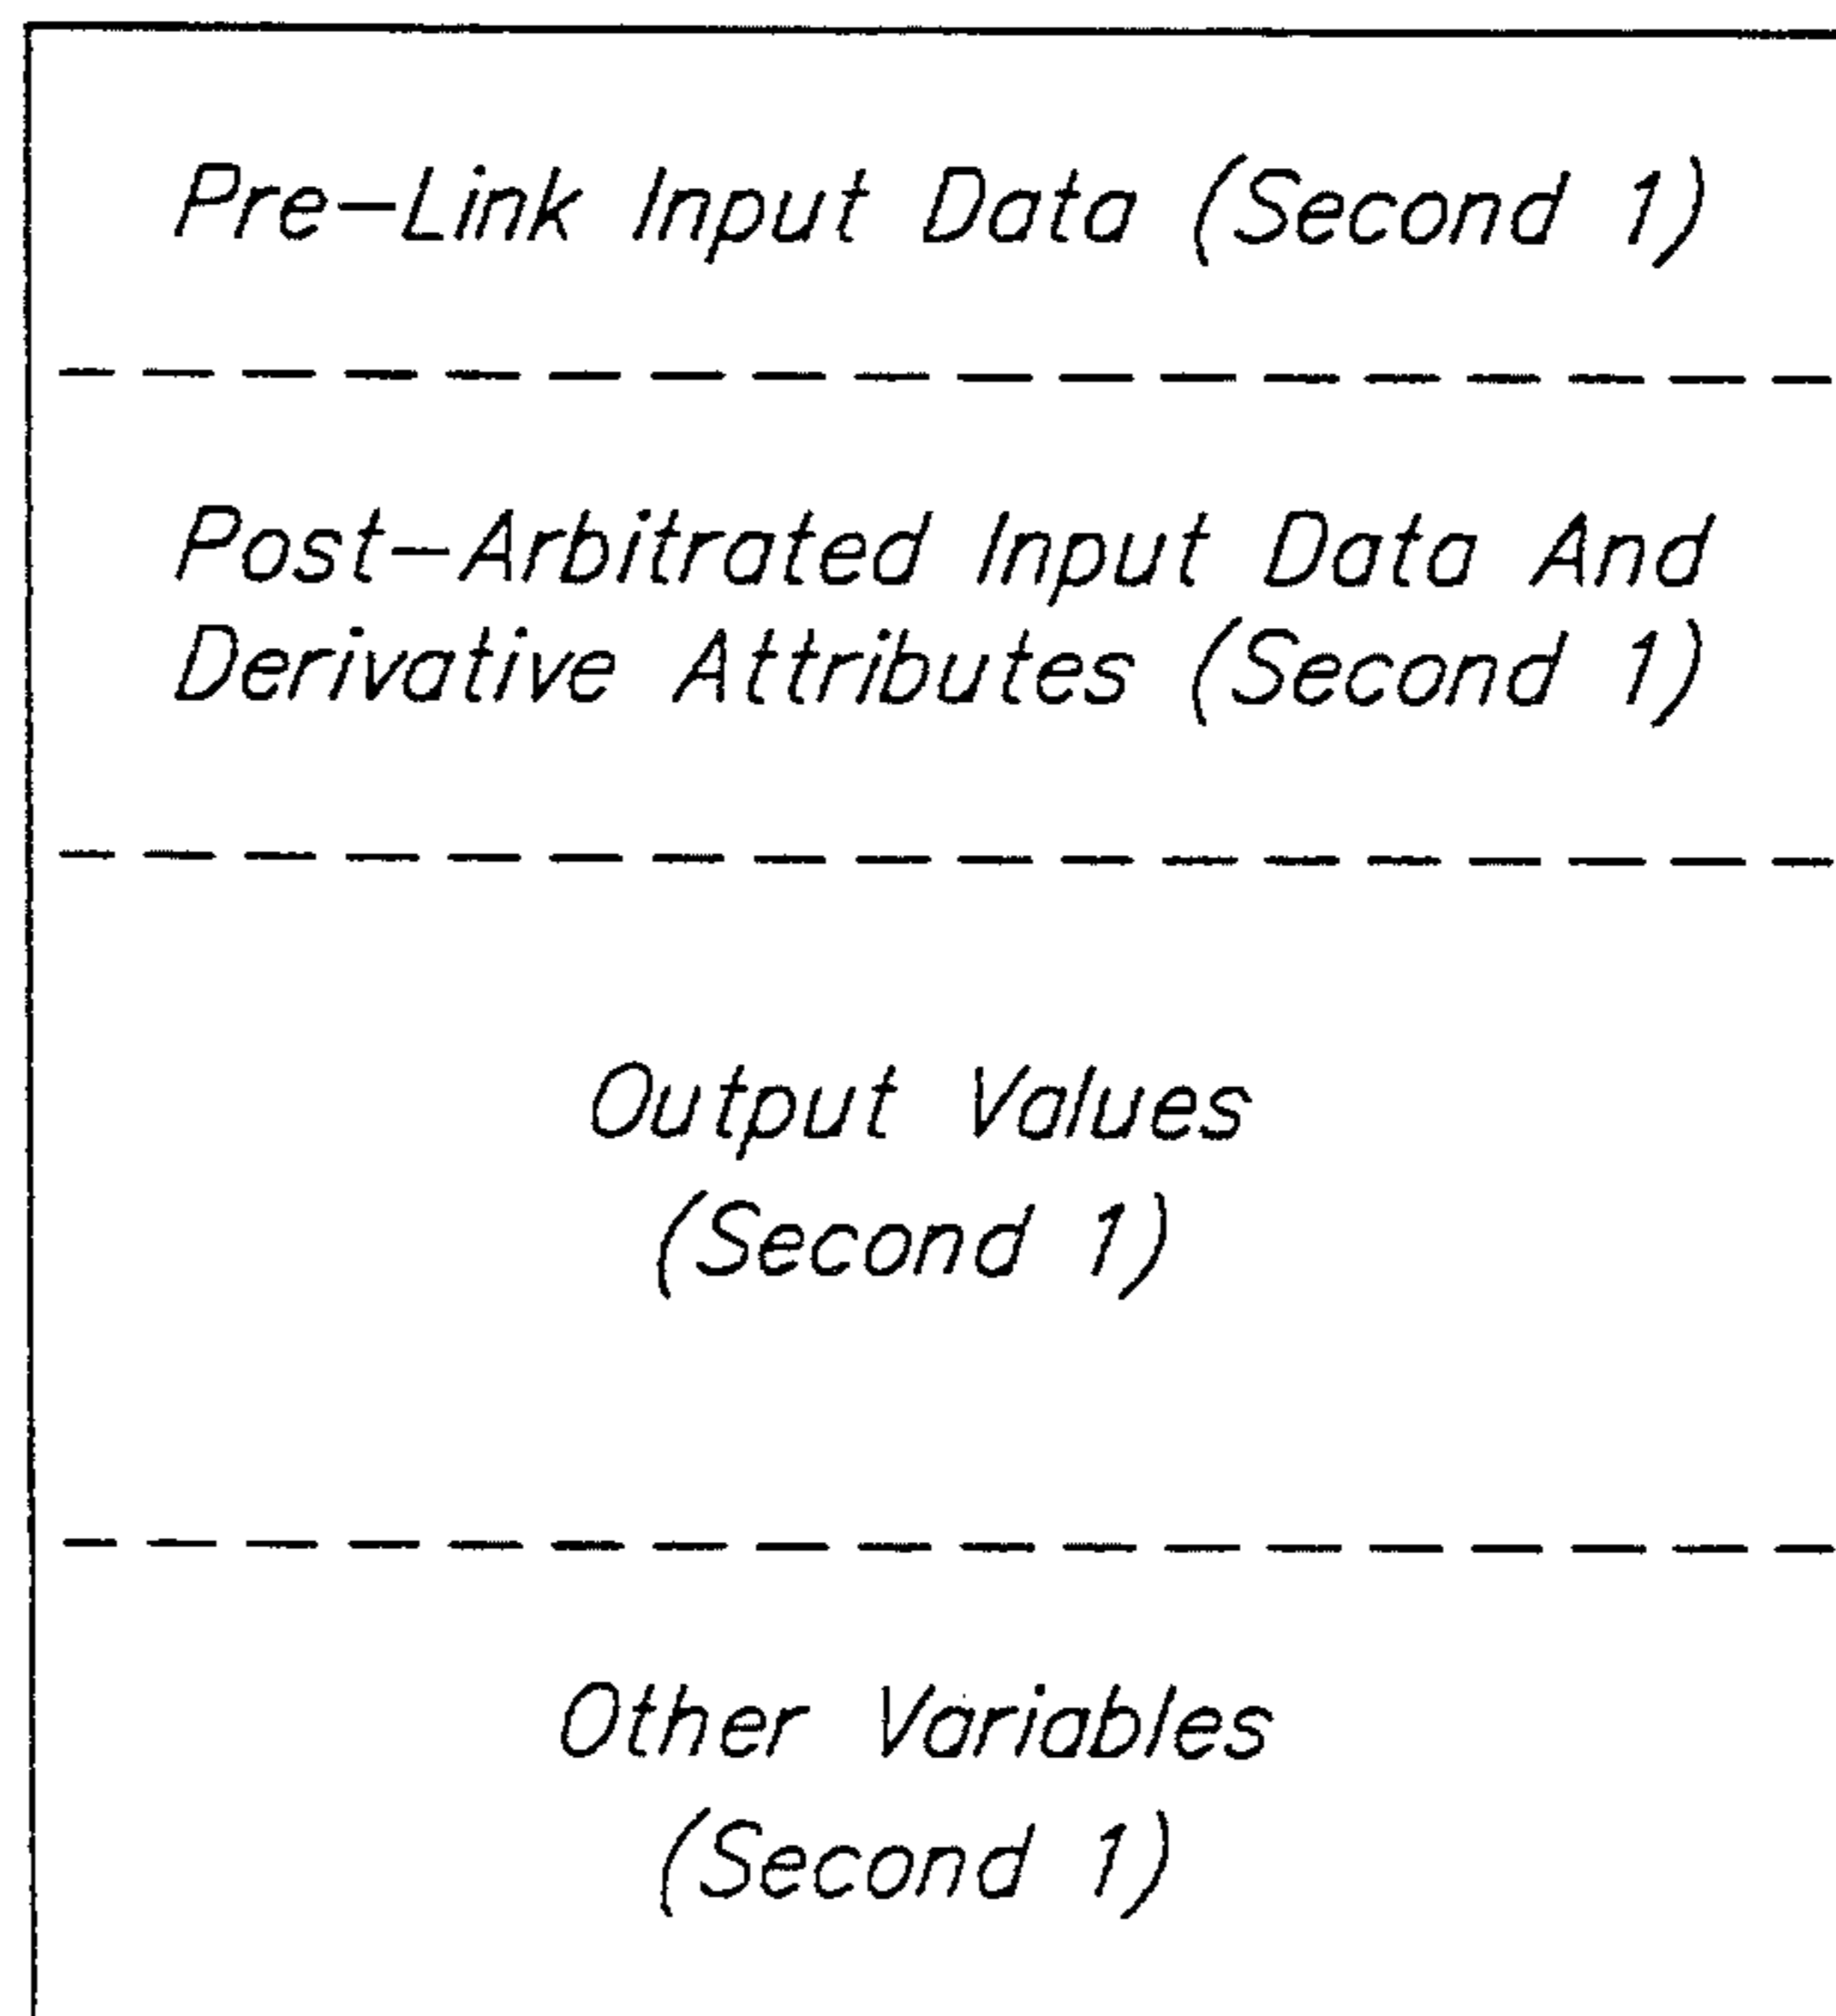 Pre-Link Input Data (Second 1)
Post-Arbitrated Input Data And
Derivative Attributes (Second 1)
Output Values
(Second 1)
Other Variables
(Second 1)